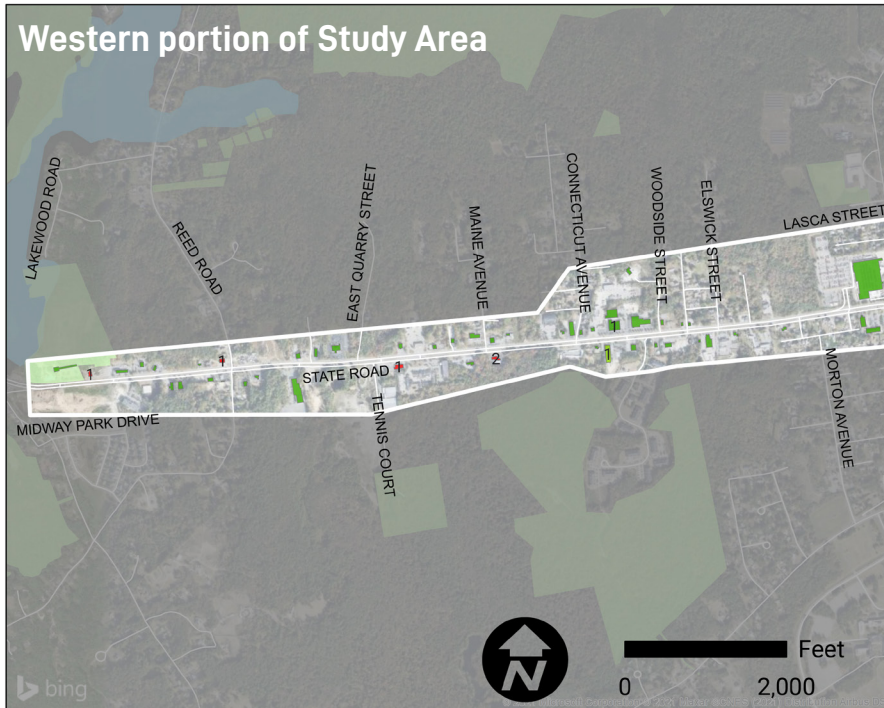 Western portion of Study Area
LAKEWOOD ROAD
REED ROAD
EAST QUARRY STREET
MAINE AVENUE
CONNECTICUT AVENUE
WOODSIDE STREET
ELSWICK STREET
LASCA STREET
1
1
1
2
1
1
STATE ROAD
MIDWAY PARK DRIVE
TENNIS COURT
MORTON AVENUE
N
Feet
0 2,000
bing